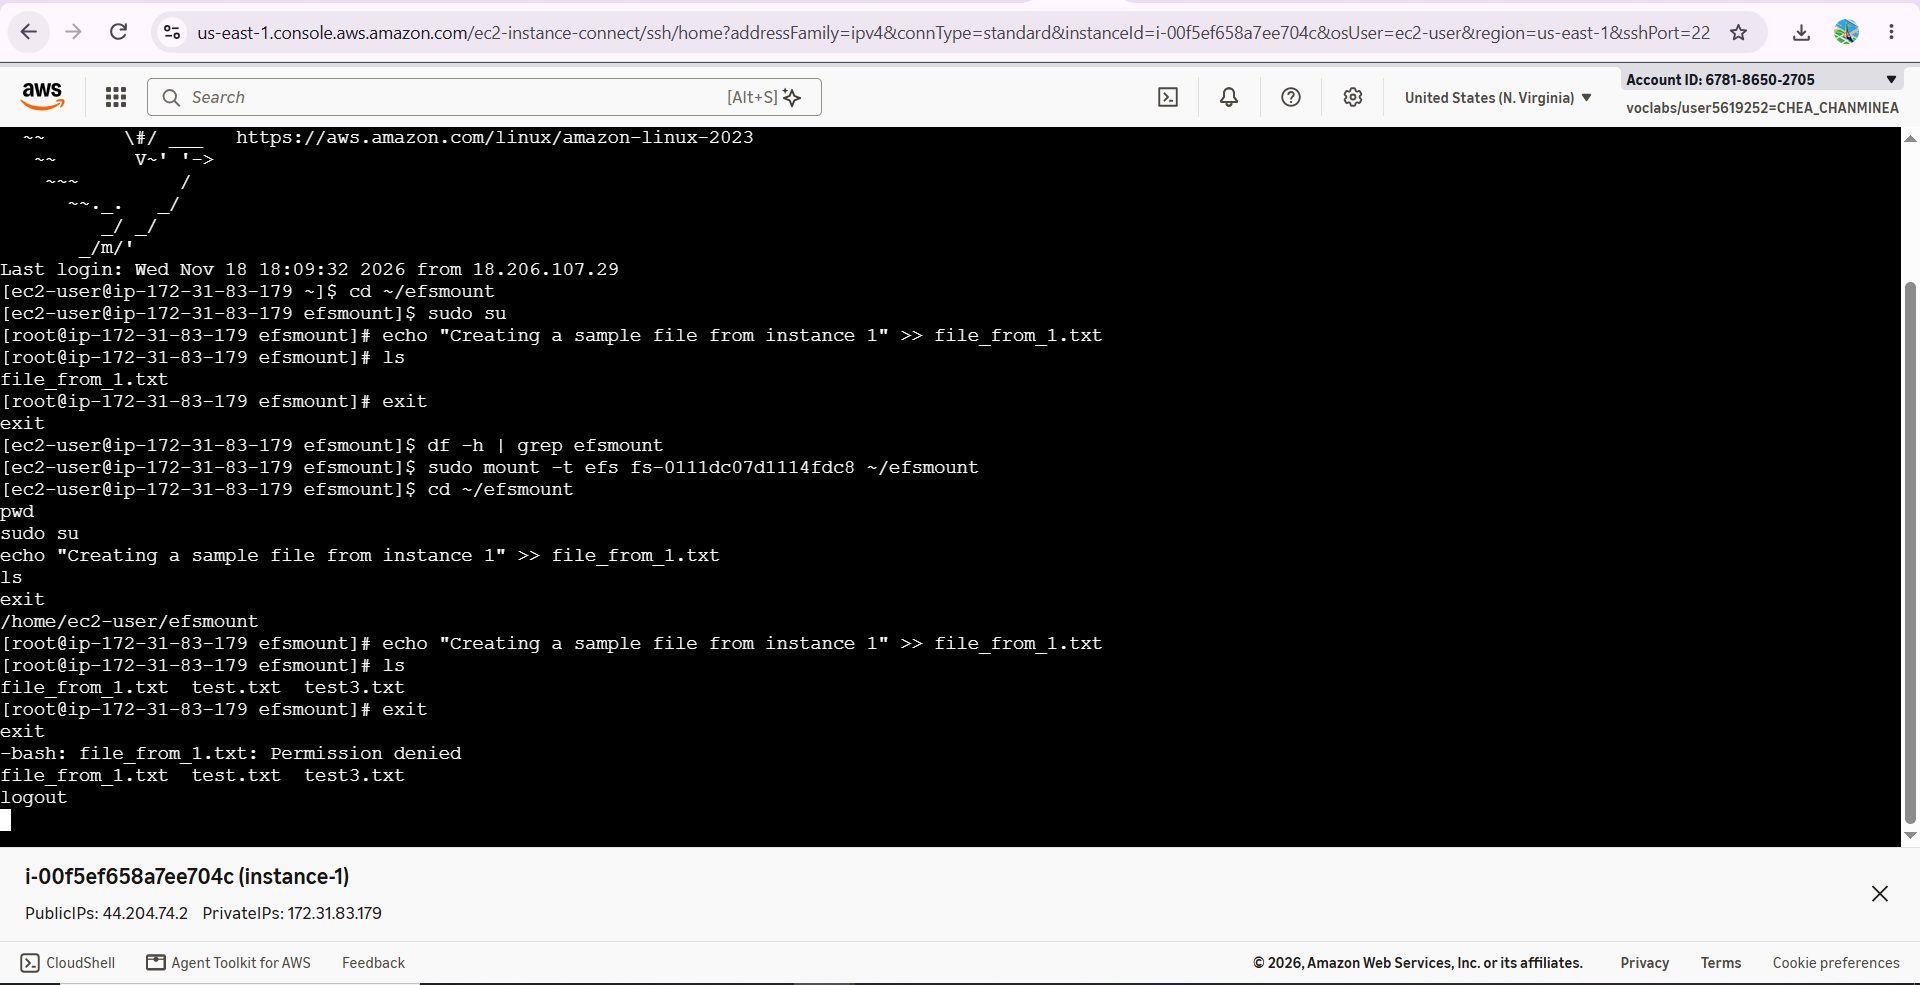 us-east-1.console.aws.amazon.com/ec2-instance-connect/ssh/home?addressFamily=ipv4&connType=standard&instanceId=i-00f5ef658a7ee704c&osUser=ec2-user&region=us-east-1&sshPort=22
aws
Search
[Alt+S]
United States (N. Virginia)
Account ID: 6781-8650-2705
voclabs/user5619252=CHEA_CHANMINEA
~~       \#/ ___   https://aws.amazon.com/linux/amazon-linux-2023
   ~~       V~' '->
    ~~~         /
      ~~._.   _/
         _/ _/
       _/m/'
Last login: Wed Nov 18 18:09:32 2026 from 18.206.107.29
[ec2-user@ip-172-31-83-179 ~]$ cd ~/efsmount
[ec2-user@ip-172-31-83-179 efsmount]$ sudo su
[root@ip-172-31-83-179 efsmount]# echo "Creating a sample file from instance 1" >> file_from_1.txt
[root@ip-172-31-83-179 efsmount]# ls
file_from_1.txt
[root@ip-172-31-83-179 efsmount]# exit
exit
[ec2-user@ip-172-31-83-179 efsmount]$ df -h | grep efsmount
[ec2-user@ip-172-31-83-179 efsmount]$ sudo mount -t efs fs-0111dc07d1114fdc8 ~/efsmount
[ec2-user@ip-172-31-83-179 efsmount]$ cd ~/efsmount
pwd
sudo su
echo "Creating a sample file from instance 1" >> file_from_1.txt
ls
exit
/home/ec2-user/efsmount
[root@ip-172-31-83-179 efsmount]# echo "Creating a sample file from instance 1" >> file_from_1.txt
[root@ip-172-31-83-179 efsmount]# ls
file_from_1.txt  test.txt  test3.txt
[root@ip-172-31-83-179 efsmount]# exit
exit
-bash: file_from_1.txt: Permission denied
file_from_1.txt  test.txt  test3.txt
logout
i-00f5ef658a7ee704c (instance-1)
PublicIPs: 44.204.74.2 PrivateIPs: 172.31.83.179
CloudShell
Agent Toolkit for AWS
Feedback
© 2026, Amazon Web Services, Inc. or its affiliates.
Privacy
Terms
Cookie preferences